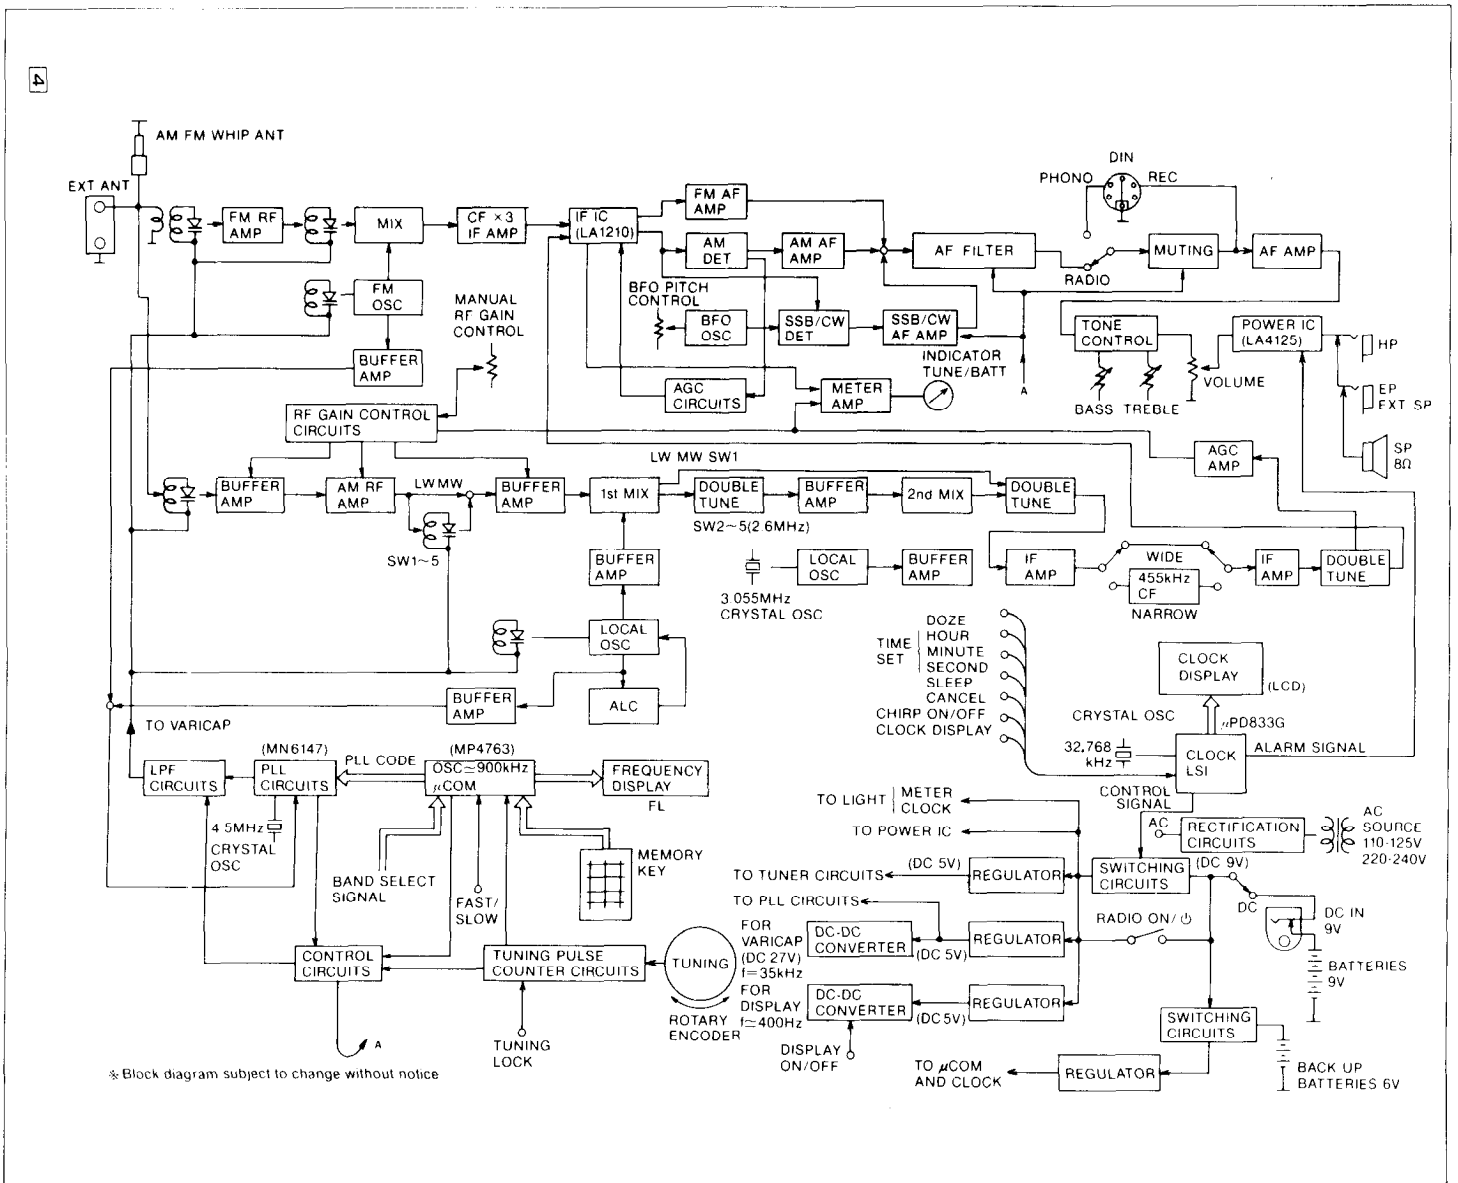 4
AM FM WHIP ANT
EXT ANT
FM RF
AMP
MIX
CF ×3
IF AMP
IF IC
(LA1210)
FM AF
AMP
AM
DET
AM AF
AMP
AF FILTER
DIN
PHONO
REC
RADIO
MUTING
AF AMP
FM
OSC
BUFFER
AMP
MANUAL
RF GAIN
CONTROL
BFO PITCH
CONTROL
BFO
OSC
SSB/CW
DET
SSB/CW
AF AMP
INDICATOR
TUNE/BATT
A
TONE
CONTROL
BASS TREBLE
VOLUME
POWER IC
(LA4125)
HP
EP
EXT SP
SP
8Ω
RF GAIN CONTROL
CIRCUITS
AGC
CIRCUITS
METER
AMP
AGC
AMP
LW MW SW1
BUFFER
AMP
AM RF
AMP
LW MW
SW1~5
BUFFER
AMP
1st MIX
DOUBLE
TUNE
SW2~5(2.6MHz)
BUFFER
AMP
2nd MIX
DOUBLE
TUNE
BUFFER
AMP
3.055MHz
CRYSTAL OSC
LOCAL
OSC
BUFFER
AMP
IF
AMP
WIDE
455kHz
CF
NARROW
IF
AMP
DOUBLE
TUNE
LOCAL
OSC
ALC
BUFFER
AMP
TIME
SET
DOZE
HOUR
MINUTE
SECOND
SLEEP
CANCEL
CHIRP ON/OFF
CLOCK DISPLAY
CLOCK
DISPLAY
(LCD)
CRYSTAL OSC
32,768
kHz
μPD833G
CLOCK
LSI
ALARM SIGNAL
CONTROL
SIGNAL
TO VARICAP
LPF
CIRCUITS
(MN6147)
PLL
CIRCUITS
PLL CODE
(MP4763)
OSC≃900kHz
μCOM
FREQUENCY
DISPLAY
FL
4.5MHz
CRYSTAL
OSC
BAND SELECT
SIGNAL
FAST/
SLOW
MEMORY
KEY
CONTROL
CIRCUITS
TUNING PULSE
COUNTER CIRCUITS
TUNING
ROTARY
ENCODER
TUNING
LOCK
A
TO LIGHT
METER
CLOCK
TO POWER IC
TO TUNER CIRCUITS
(DC 5V)
REGULATOR
SWITCHING
CIRCUITS
(DC 9V)
AC
RECTIFICATION
CIRCUITS
AC
SOURCE
110-125V
220-240V
TO PLL CIRCUITS
FOR
VARICAP
(DC 27V)
f=35kHz
DC-DC
CONVERTER
(DC 5V)
REGULATOR
RADIO ON/⏻
DC
DC IN
9V
BATTERIES
9V
FOR
DISPLAY
f≃400Hz
DC-DC
CONVERTER
(DC5V)
REGULATOR
DISPLAY
ON/OFF
SWITCHING
CIRCUITS
TO μCOM
AND CLOCK
REGULATOR
BACK UP
BATTERIES 6V
※ Block diagram subject to change without notice